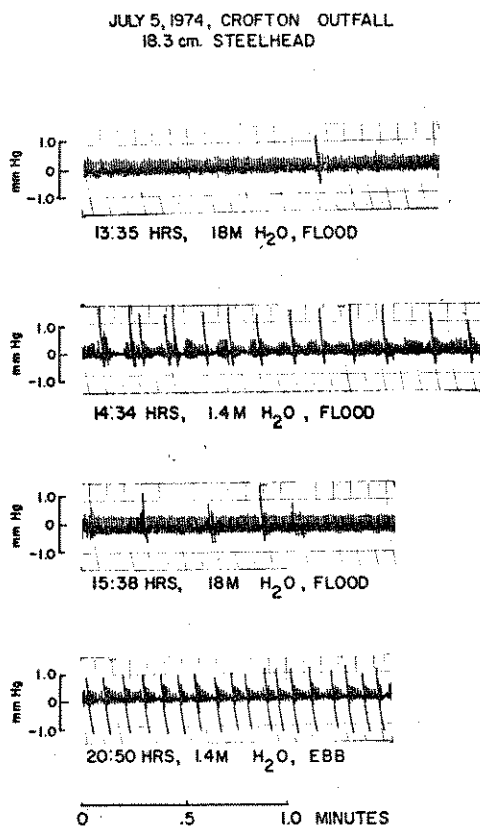 JULY 5, 1974, CROFTON OUTFALL
18.3 cm. STEELHEAD
mm Hg
1.0
0
-1.0
13:35 HRS, 18M H2O, FLOOD
mm Hg
1.0
0
-1.0
14:34 HRS, 1.4M H2O, FLOOD
mm Hg
1.0
0
-1.0
15:38 HRS, 18M H2O, FLOOD
mm Hg
1.0
0
-1.0
20:50 HRS, 1.4M H2O, EBB
0 .5 1.0 MINUTES